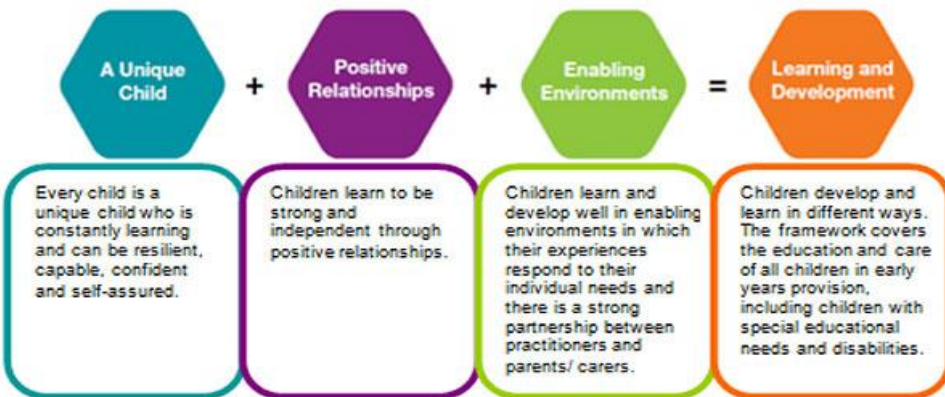 A Unique
Child
+
Positive
Relationships
+
Enabling
Environments
=
Learning and
Development
Every child is a
unique child who is
constantly learning
and can be resilient,
capable, confident
and self-assured.
Children learn to be
strong and
independent through
positive relationships.
Children learn and
develop well in enabling
environments in which
their experiences
respond to their
individual needs and
there is a strong
partnership between
practitioners and
parents/ carers.
Children develop and
learn in different ways.
The framework covers
the education and care
of all children in early
years provision,
including children with
special educational
needs and disabilities.